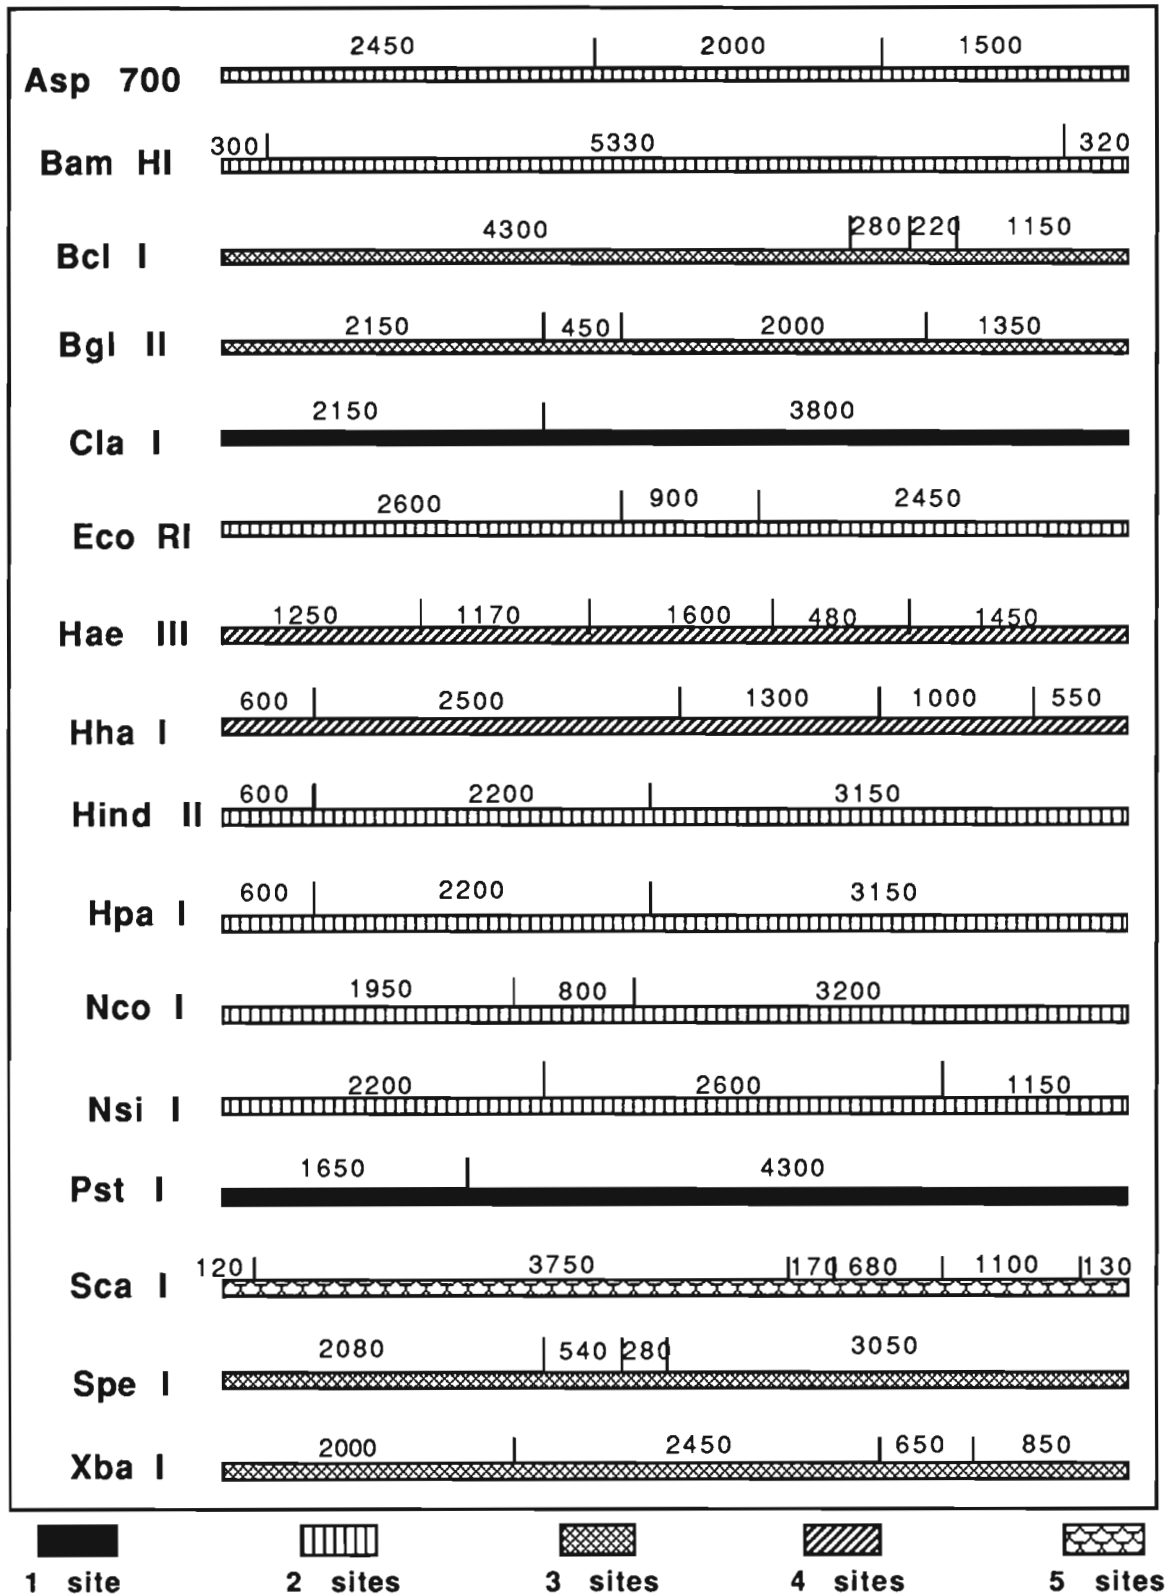 2450 2000 1500
Asp 700
300 5330 320
Bam HI
4300 280 220 1150
Bcl I
2150 450 2000 1350
Bgl II
2150 3800
Cla I
2600 900 2450
Eco RI
1250 1170 1600 480 1450
Hae III
600 2500 1300 1000 550
Hha I
600 2200 3150
Hind II
600 2200 3150
Hpa I
1950 800 3200
Nco I
2200 2600 1150
Nsi I
1650 4300
Pst I
120 3750 170 680 1100 130
Sca I
2080 540 280 3050
Spe I
2000 2450 650 850
Xba I
1 site 2 sites 3 sites 4 sites 5 sites